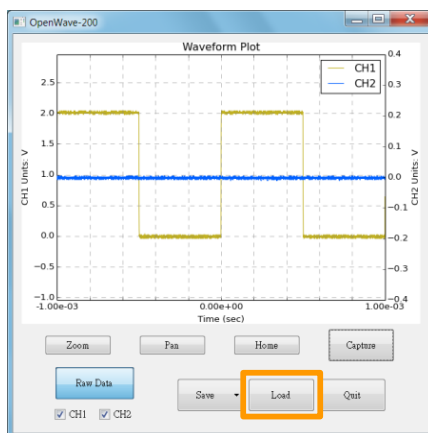 OpenWave-200
Waveform Plot
CH1
CH2
CH1 Units: V
2.5
2.0
1.5
1.0
0.5
0.0
−0.5
−1.0
0.4
0.3
0.2
0.1
0.0
−0.1
−0.2
−0.3
−0.4
CH2 Units: V
-1.00e-03
0.00e+00
1.00e-03
Time (sec)
Zoom
Pan
Home
Capture
Raw Data
Save
Load
Quit
CH1
CH2